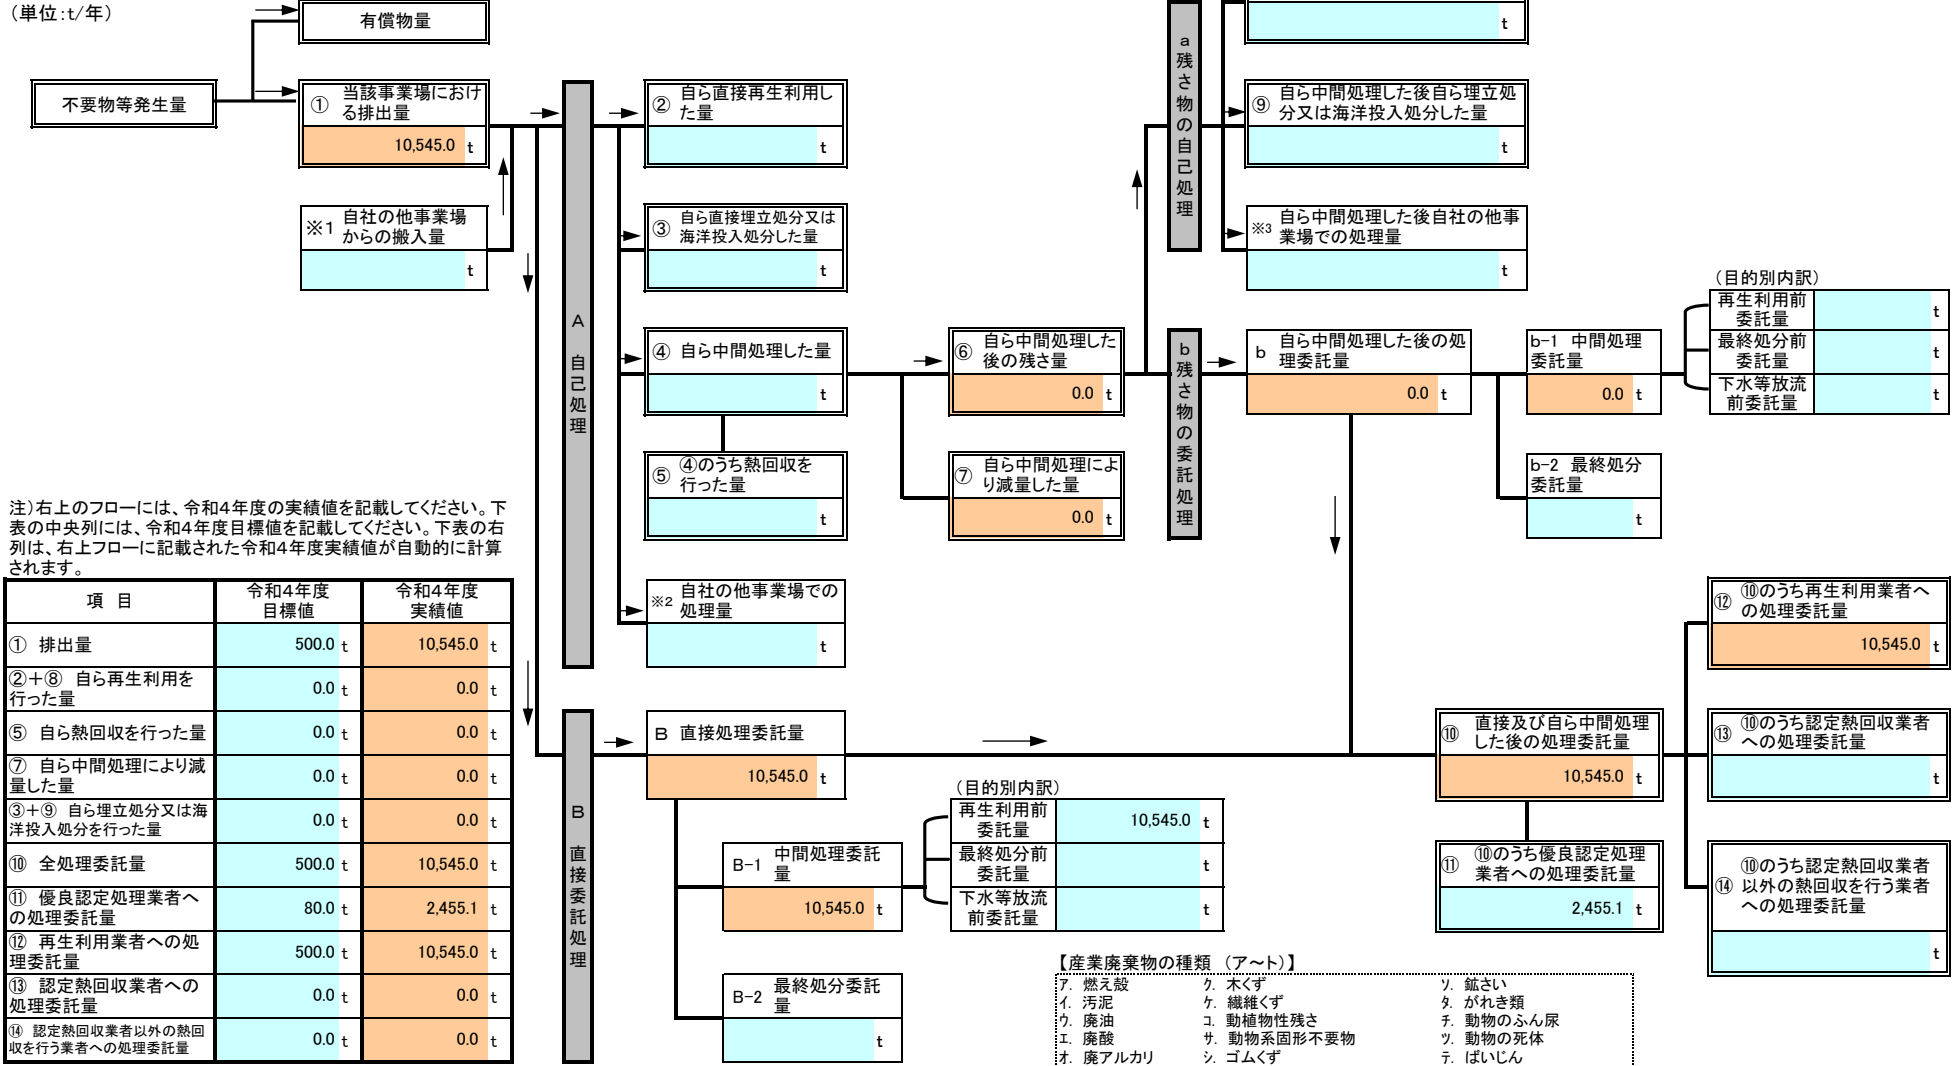 (単位:t/年)
有償物量
不要物等発生量
① 当該事業場におけ
る排出量
10,545.0 t
※1 自社の他事業場
からの搬入量
t
A 自己処理
② 自ら直接再生利用し
た量
t
③ 自ら直接埋立処分又は
海洋投入処分した量
t
④ 自ら中間処理した量
t
⑤ ④のうち熱回収を
行った量
t
※2 自社の他事業場での
処理量
t
⑥ 自ら中間処理した
後の残さ量
0.0 t
⑦ 自ら中間処理によ
り減量した量
0.0 t
a 残さ物の自己処理
t
⑨ 自ら中間処理した後自ら埋立処
分又は海洋投入処分した量
t
※3 自ら中間処理した後自社の他事
業場での処理量
t
b 残さ物の委託処理
b 自ら中間処理した後の処
理委託量
0.0 t
b-1 中間処理
委託量
0.0 t
b-2 最終処分
委託量
t
(目的別内訳)
再生利用前
委託量
t
最終処分前
委託量
t
下水等放流
前委託量
t
注)右上のフローには、令和4年度の実績値を記載してください。下
表の中央列には、令和4年度目標値を記載してください。下表の右
列は、右上フローに記載された令和4年度実績値が自動的に計算
されます。
項 目
令和4年度
目標値
令和4年度
実績値
① 排出量 500.0 t 10,545.0 t
②+⑧ 自ら再生利用を
行った量
0.0 t 0.0 t
⑤ 自ら熱回収を行った量 0.0 t 0.0 t
⑦ 自ら中間処理により減
量した量
0.0 t 0.0 t
③+⑨ 自ら埋立処分又は海
洋投入処分を行った量
0.0 t 0.0 t
⑩ 全処理委託量 500.0 t 10,545.0 t
⑪ 優良認定処理業者へ
の処理委託量
80.0 t 2,455.1 t
⑫ 再生利用業者への処
理委託量
500.0 t 10,545.0 t
⑬ 認定熱回収業者への
処理委託量
0.0 t 0.0 t
⑭ 認定熱回収業者以外の熱回
収を行う業者への処理委託量
0.0 t 0.0 t
B 直接委託処理
B 直接処理委託量
10,545.0 t
B-1 中間処理委託
量
10,545.0 t
B-2 最終処分委託
量
t
(目的別内訳)
再生利用前
委託量
10,545.0 t
最終処分前
委託量
t
下水等放流
前委託量
t
⑩ 直接及び自ら中間処理
した後の処理委託量
10,545.0 t
⑪ ⑩のうち優良認定処理
業者への処理委託量
2,455.1 t
⑫ ⑩のうち再生利用業者へ
の処理委託量
10,545.0 t
⑬ ⑩のうち認定熱回収業者
への処理委託量
t
⑭ ⑩のうち認定熱回収業者
以外の熱回収を行う業者
への処理委託量
t
【産業廃棄物の種類 (ア~ト)】
ア. 燃え殻 ク. 木くず ソ. 鉱さい
イ. 汚泥 ケ. 繊維くず タ. がれき類
ウ. 廃油 コ. 動植物性残さ チ. 動物のふん尿
エ. 廃酸 サ. 動物系固形不要物 ツ. 動物の死体
オ. 廃アルカリ シ. ゴムくず テ. ばいじん